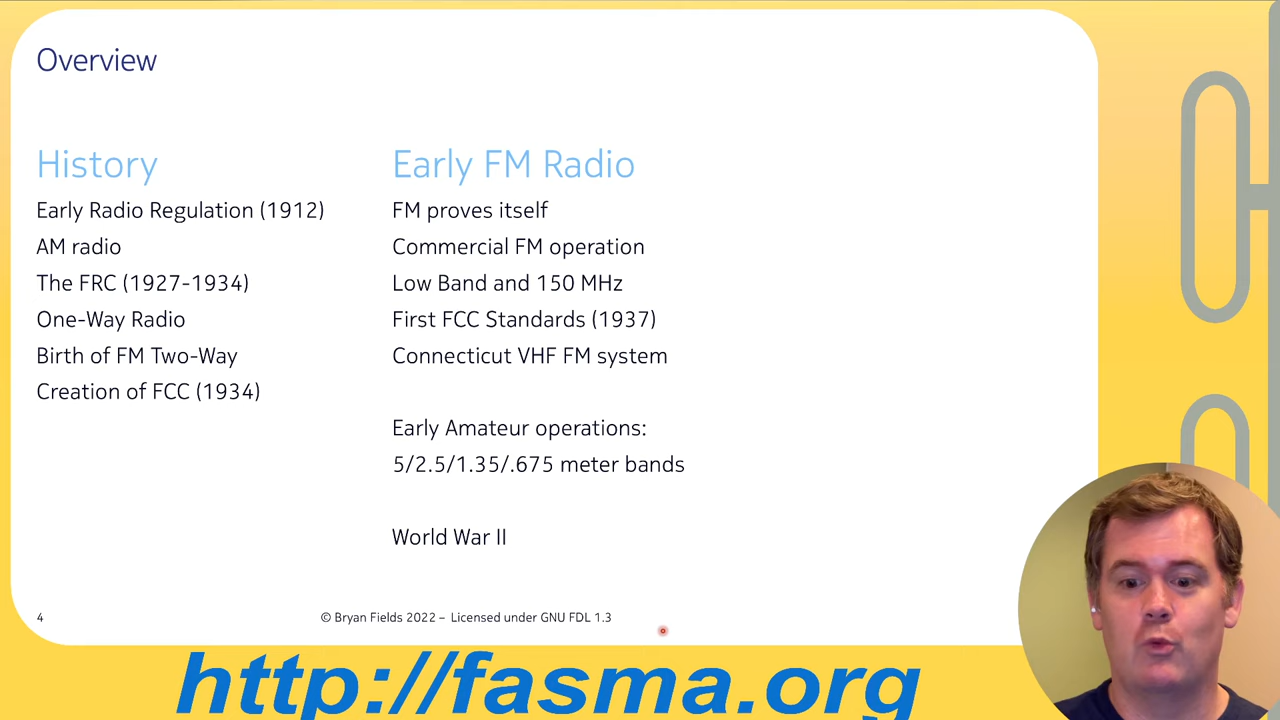 Overview
History
Early Radio Regulation (1912)
AM radio
The FRC (1927-1934)
One-Way Radio
Birth of FM Two-Way
Creation of FCC (1934)
Early FM Radio
FM proves itself
Commercial FM operation
Low Band and 150 MHz
First FCC Standards (1937)
Connecticut VHF FM system
Early Amateur operations:
5/2.5/1.35/.675 meter bands
World War II
4
© Bryan Fields 2022 – Licensed under GNU FDL 1.3
http://fasma.org